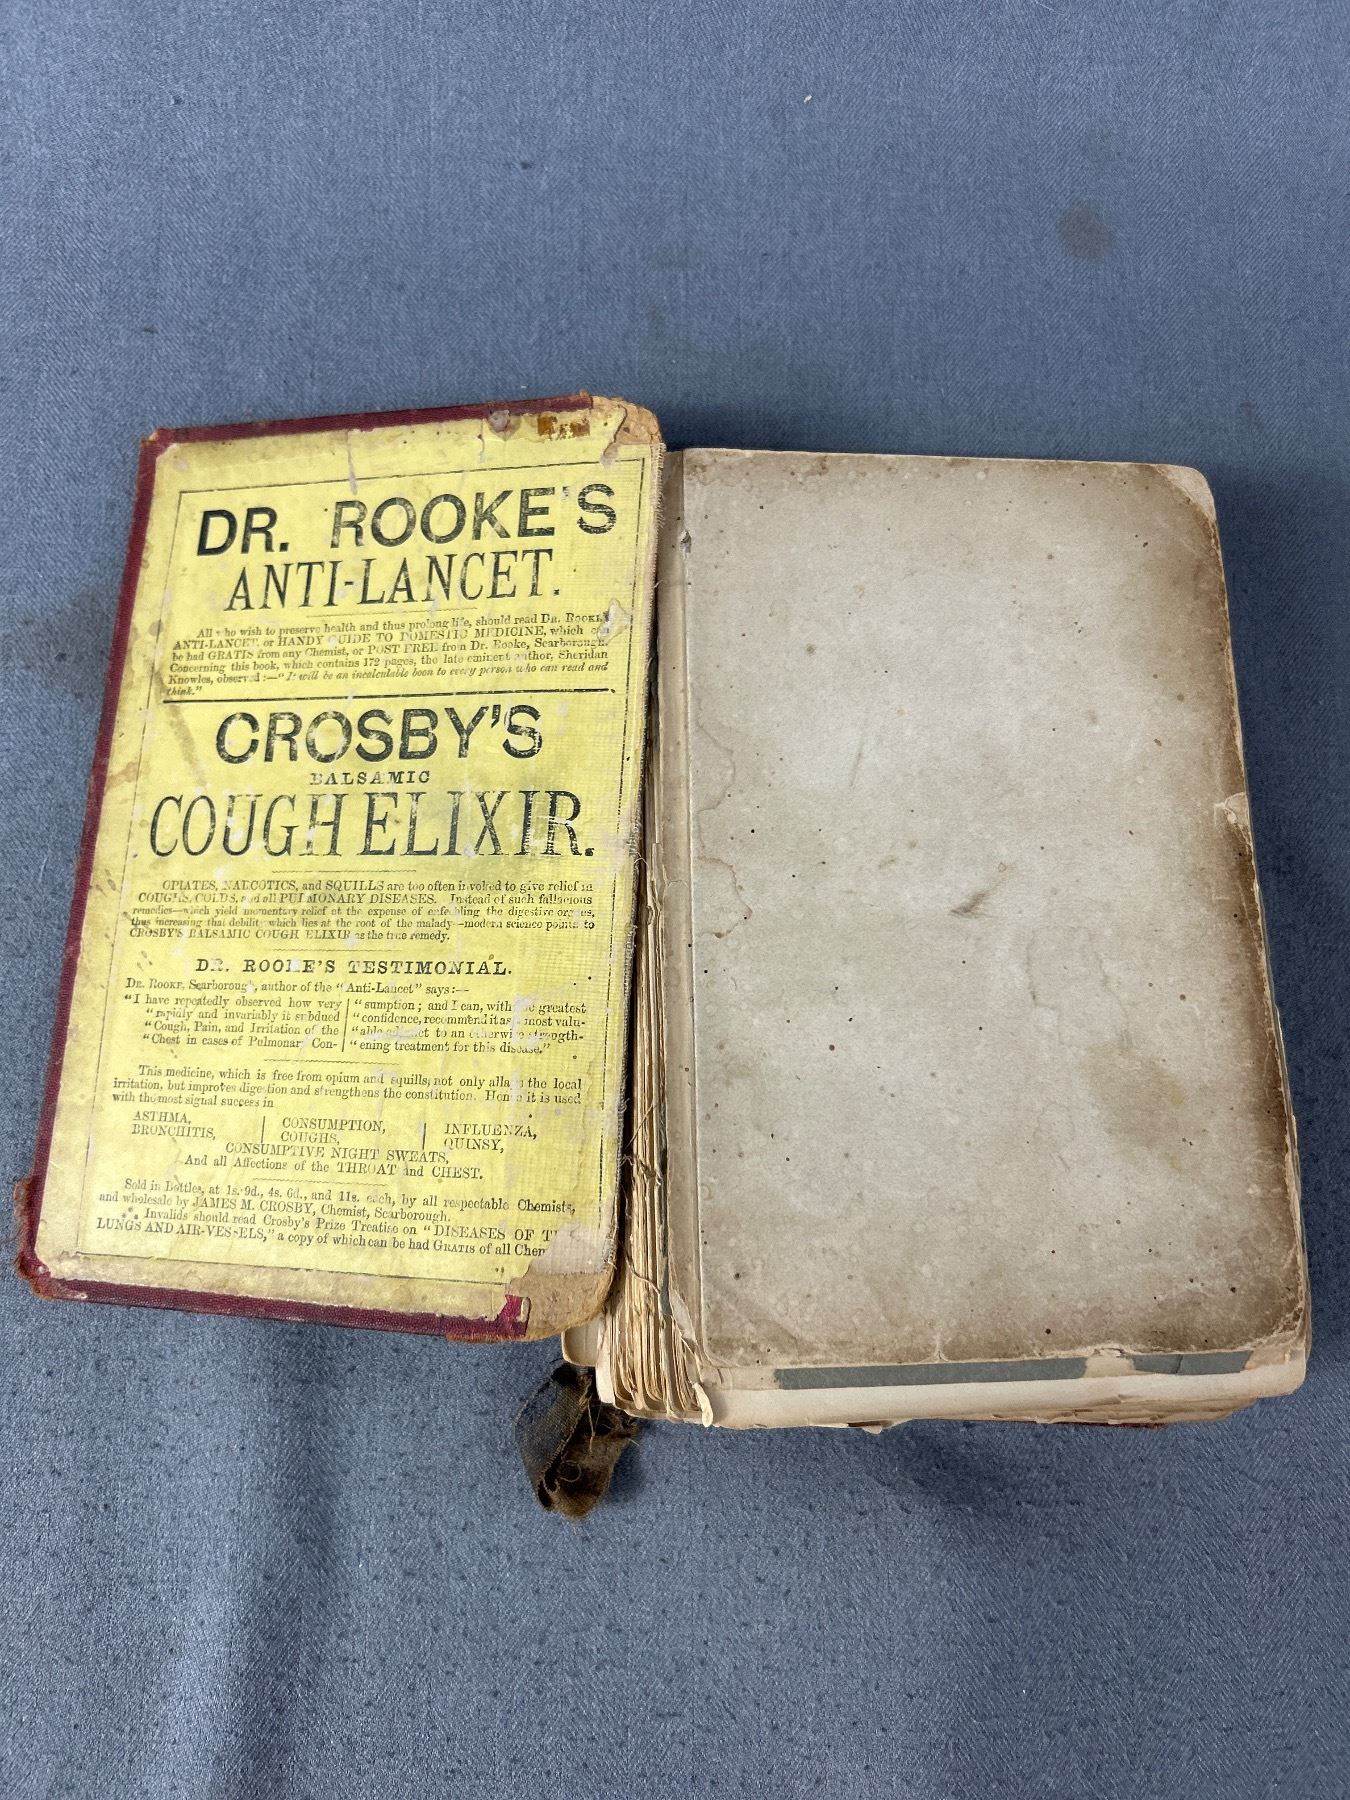 DR. ROOKE'S
ANTI-LANCET.
All who wish to preserve health and thus prolong life, should read DR. ROOKE'S
ANTI-LANCET, or HANDY GUIDE TO DOMESTIC MEDICINE, which can
be had GRATIS from any Chemist, or POST FREE from Dr. Rooke, Scarborough.
Concerning this book, which contains 172 pages, the late eminent author, Sheridan
Knowles, observed:—"It will be an incalculable boon to every person who can read and
think."
CROSBY'S
BALSAMIC
COUGH ELIXIR.
OPIATES, NARCOTICS, and SQUILLS are too often invoked to give relief in
COUGHS, COLDS, and all PULMONARY DISEASES. Instead of such fallacious
remedies—which yield momentary relief at the expense of enfeebling the digestive organs,
thus increasing that debility which lies at the root of the malady—modern science points to
CROSBY'S BALSAMIC COUGH ELIXIR as the true remedy.
DR. ROOKE'S TESTIMONIAL.
DR. ROOKE, Scarborough, author of the "Anti-Lancet" says:—
"I have repeatedly observed how very
"rapidly and invariably it subdued
"Cough, Pain, and Irritation of the
"Chest in cases of Pulmonary Con-
"sumption; and I can, with the greatest
"confidence, recommend it as a most valu-
"able adjunct to an otherwise strength-
"ening treatment for this disease."
This medicine, which is free from opium and squills, not only allays the local
irritation, but improves digestion and strengthens the constitution. Hence it is used
with the most signal success in
ASTHMA,
BRONCHITIS,
CONSUMPTION,
COUGHS,
INFLUENZA,
QUINSY,
CONSUMPTIVE NIGHT SWEATS,
And all Affections of the THROAT and CHEST.
Sold in Bottles, at 1s. 9d., 4s. 6d., and 11s. each, by all respectable Chemists,
and wholesale by JAMES M. CROSBY, Chemist, Scarborough.
Invalids should read Crosby's Prize Treatise on "DISEASES OF
LUNGS AND AIR-VESSELS," a copy of which can be had GRATIS of all Chem